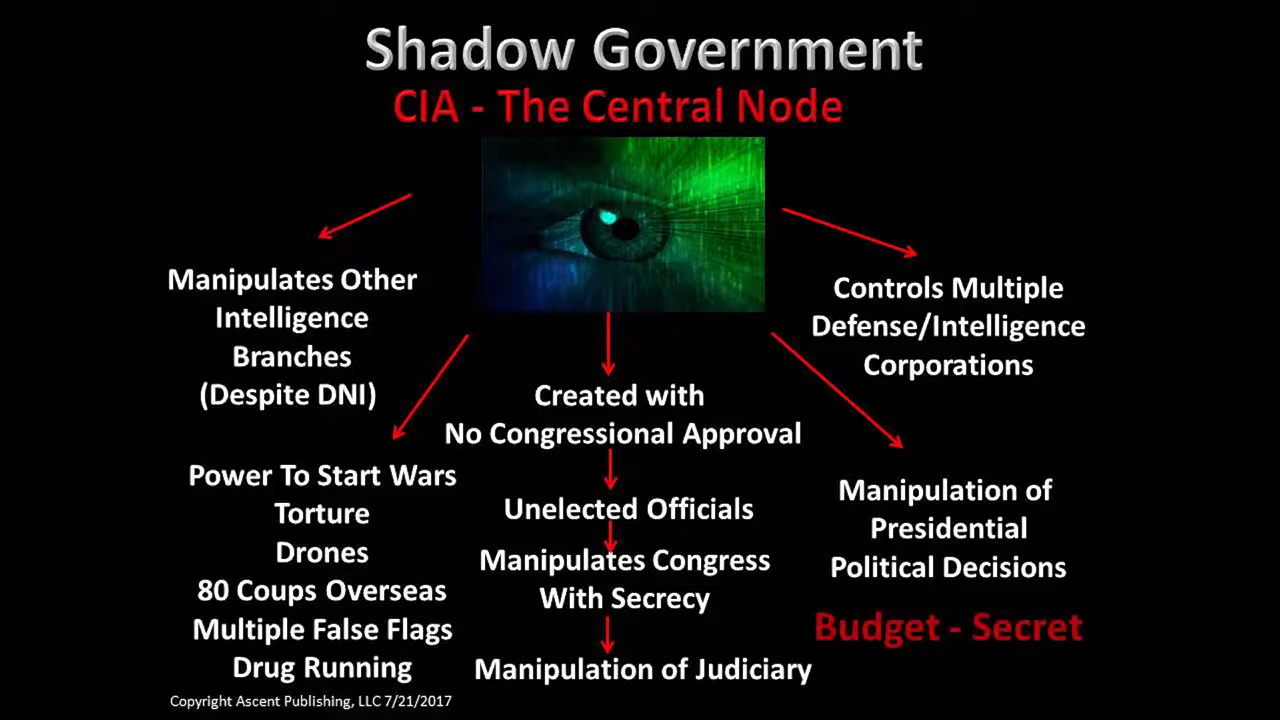 Shadow Government
CIA - The Central Node
Manipulates Other
Intelligence
Branches
(Despite DNI)
Controls Multiple
Defense/Intelligence
Corporations
Created with
No Congressional Approval
Unelected Officials
Manipulates Congress
With Secrecy
Manipulation of Judiciary
Power To Start Wars
Torture
Drones
80 Coups Overseas
Multiple False Flags
Drug Running
Manipulation of
Presidential
Political Decisions
Budget - Secret
Copyright Ascent Publishing, LLC 7/21/2017